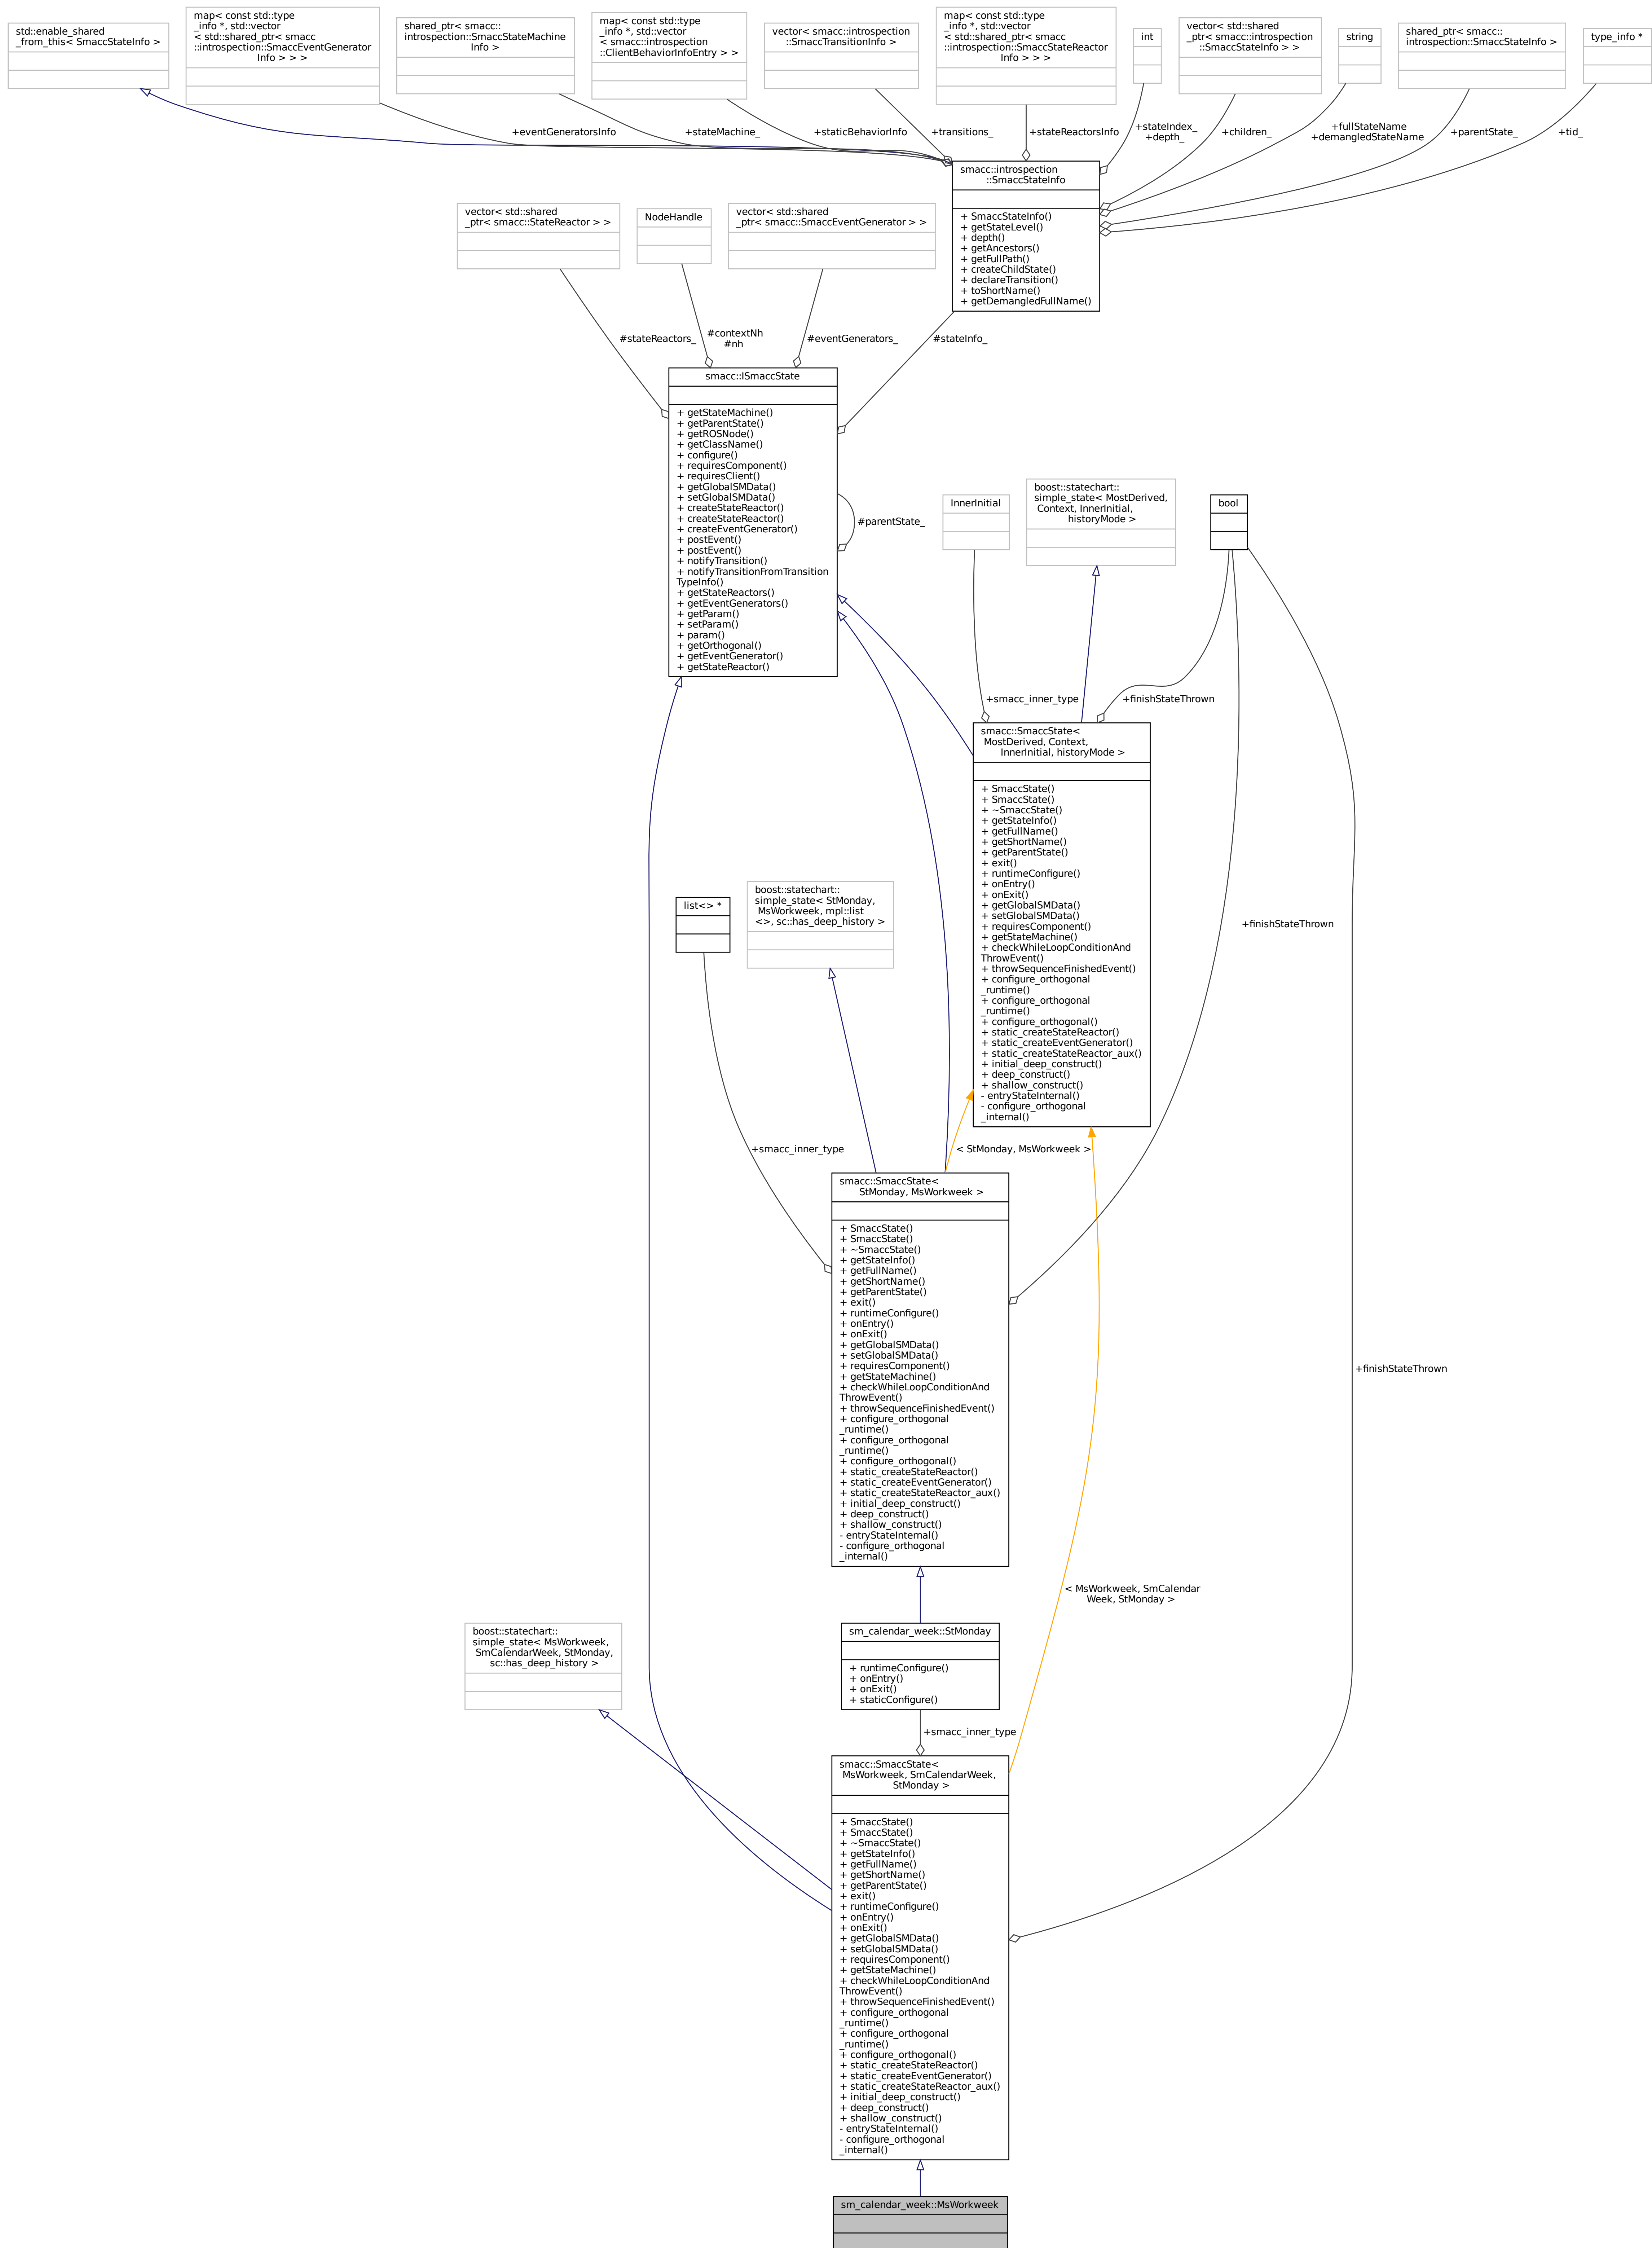 std::enable_shared
_from_this< SmaccStateInfo >
map< const std::type
_info *, std::vector
< std::shared_ptr< smacc
::introspection::SmaccEventGenerator
Info > > >
shared_ptr< smacc::
introspection::SmaccStateMachine
Info >
map< const std::type
_info *, std::vector
< smacc::introspection
::ClientBehaviorInfoEntry > >
vector< smacc::introspection
::SmaccTransitionInfo >
map< const std::type
_info *, std::vector
< std::shared_ptr< smacc
::introspection::SmaccStateReactor
Info > > >
int
vector< std::shared
_ptr< smacc::introspection
::SmaccStateInfo > >
string
shared_ptr< smacc::
introspection::SmaccStateInfo >
type_info *
+eventGeneratorsInfo
+stateMachine_
+staticBehaviorInfo
+transitions_
+stateReactorsInfo
+stateIndex_
+depth_
+children_
+fullStateName
+demangledStateName
+parentState_
+tid_
smacc::introspection
::SmaccStateInfo
+ SmaccStateInfo()
+ getStateLevel()
+ depth()
+ getAncestors()
+ getFullPath()
+ createChildState()
+ declareTransition()
+ toShortName()
+ getDemangledFullName()
vector< std::shared
_ptr< smacc::StateReactor > >
NodeHandle
vector< std::shared
_ptr< smacc::SmaccEventGenerator > >
#stateReactors_
#contextNh
#nh
#eventGenerators_
#stateInfo_
smacc::ISmaccState
+ getStateMachine()
+ getParentState()
+ getROSNode()
+ getClassName()
+ configure()
+ requiresComponent()
+ requiresClient()
+ getGlobalSMData()
+ setGlobalSMData()
+ createStateReactor()
+ createStateReactor()
+ createEventGenerator()
+ postEvent()
+ postEvent()
+ notifyTransition()
+ notifyTransitionFromTransition
TypeInfo()
+ getStateReactors()
+ getEventGenerators()
+ getParam()
+ setParam()
+ param()
+ getOrthogonal()
+ getEventGenerator()
+ getStateReactor()
#parentState_
InnerInitial
boost::statechart::
simple_state< MostDerived,
Context, InnerInitial,
historyMode >
bool
+smacc_inner_type
+finishStateThrown
smacc::SmaccState<
MostDerived, Context,
InnerInitial, historyMode >
+ SmaccState()
+ SmaccState()
+ ~SmaccState()
+ getStateInfo()
+ getFullName()
+ getShortName()
+ getParentState()
+ exit()
+ runtimeConfigure()
+ onEntry()
+ onExit()
+ getGlobalSMData()
+ setGlobalSMData()
+ requiresComponent()
+ getStateMachine()
+ checkWhileLoopConditionAnd
ThrowEvent()
+ throwSequenceFinishedEvent()
+ configure_orthogonal
_runtime()
+ configure_orthogonal
_runtime()
+ configure_orthogonal()
+ static_createStateReactor()
+ static_createEventGenerator()
+ static_createStateReactor_aux()
+ initial_deep_construct()
+ deep_construct()
+ shallow_construct()
- entryStateInternal()
- configure_orthogonal
_internal()
list<> *
boost::statechart::
simple_state< StMonday,
MsWorkweek, mpl::list
<>, sc::has_deep_history >
+finishStateThrown
+smacc_inner_type
< StMonday, MsWorkweek >
smacc::SmaccState<
StMonday, MsWorkweek >
+ SmaccState()
+ SmaccState()
+ ~SmaccState()
+ getStateInfo()
+ getFullName()
+ getShortName()
+ getParentState()
+ exit()
+ runtimeConfigure()
+ onEntry()
+ onExit()
+ getGlobalSMData()
+ setGlobalSMData()
+ requiresComponent()
+ getStateMachine()
+ checkWhileLoopConditionAnd
ThrowEvent()
+ throwSequenceFinishedEvent()
+ configure_orthogonal
_runtime()
+ configure_orthogonal
_runtime()
+ configure_orthogonal()
+ static_createStateReactor()
+ static_createEventGenerator()
+ static_createStateReactor_aux()
+ initial_deep_construct()
+ deep_construct()
+ shallow_construct()
- entryStateInternal()
- configure_orthogonal
_internal()
+finishStateThrown
< MsWorkweek, SmCalendar
Week, StMonday >
boost::statechart::
simple_state< MsWorkweek,
SmCalendarWeek, StMonday,
sc::has_deep_history >
sm_calendar_week::StMonday
+ runtimeConfigure()
+ onEntry()
+ onExit()
+ staticConfigure()
+smacc_inner_type
smacc::SmaccState<
MsWorkweek, SmCalendarWeek,
StMonday >
+ SmaccState()
+ SmaccState()
+ ~SmaccState()
+ getStateInfo()
+ getFullName()
+ getShortName()
+ getParentState()
+ exit()
+ runtimeConfigure()
+ onEntry()
+ onExit()
+ getGlobalSMData()
+ setGlobalSMData()
+ requiresComponent()
+ getStateMachine()
+ checkWhileLoopConditionAnd
ThrowEvent()
+ throwSequenceFinishedEvent()
+ configure_orthogonal
_runtime()
+ configure_orthogonal
_runtime()
+ configure_orthogonal()
+ static_createStateReactor()
+ static_createEventGenerator()
+ static_createStateReactor_aux()
+ initial_deep_construct()
+ deep_construct()
+ shallow_construct()
- entryStateInternal()
- configure_orthogonal
_internal()
sm_calendar_week::MsWorkweek